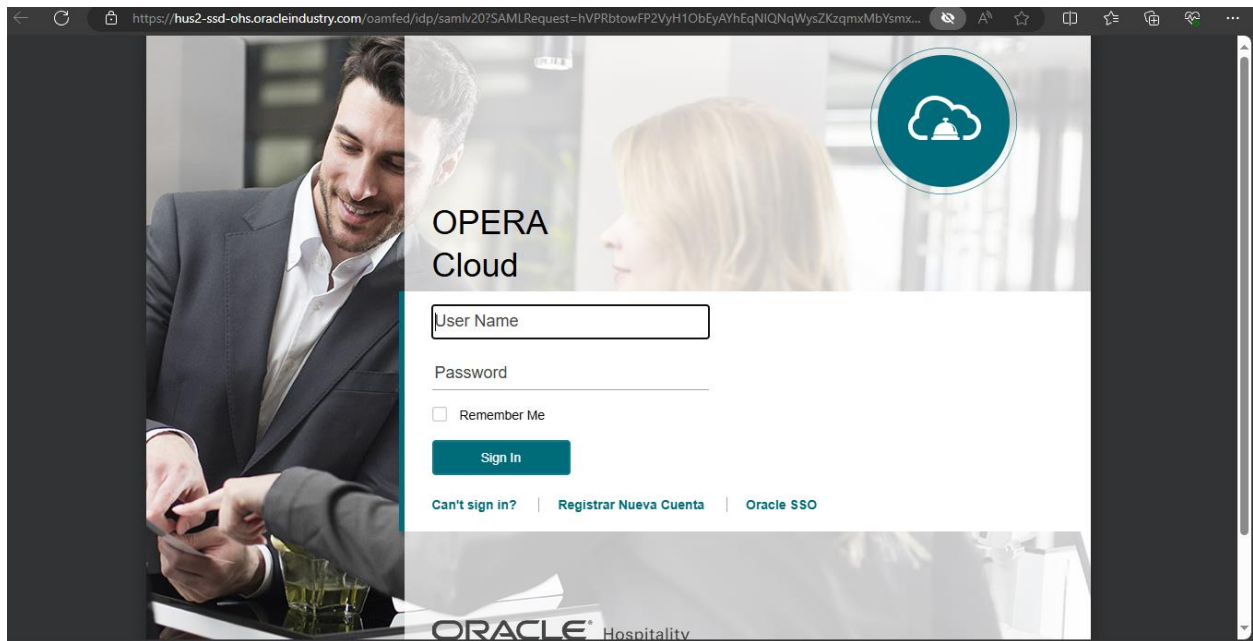 https://hus2-ssd-ohs.oracleindustry.com/oamfed/idp/samlv20?SAMLRequest=hVPRbtowFP2VyH1ObEyAYhEqNIQNqWysZKzqmxMbYsmx...
OPERA
Cloud
User Name
Password
Remember Me
Sign In
Can't sign in? | Registrar Nueva Cuenta | Oracle SSO
ORACLE® Hospitality